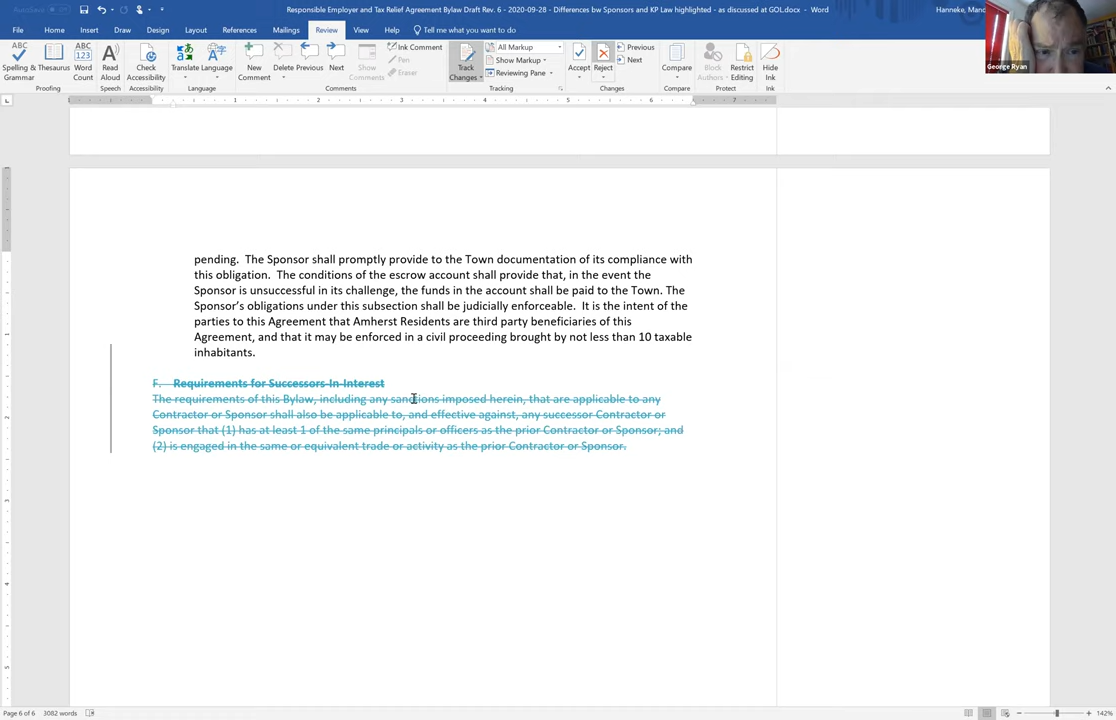 AutoSave Off
Responsible Employer and Tax Relief Agreement Bylaw Draft Rev. 6 - 2020-09-28 - Differences bw Sponsors and KP Law highlighted - as discussed at GOL.docx - Word
Hanneke, Mand
File Home Insert Draw Design Layout References Mailings Review View Help Tell me what you want to do
Spelling & Grammar
Thesaurus
Word Count
Read Aloud
Check Accessibility
Translate
Language
New Comment
Delete
Previous
Next
Show Comments
Ink Comment
Pen
Eraser
Track Changes
All Markup
Show Markup
Reviewing Pane
Accept
Reject
Previous
Next
Compare
Block Authors
Restrict Editing
Hide Ink
Proofing Speech Accessibility Language Comments Tracking Changes Compare Protect Ink
George Ryan
1 2 3 4 5 6 7
pending. The Sponsor shall promptly provide to the Town documentation of its compliance with
this obligation. The conditions of the escrow account shall provide that, in the event the
Sponsor is unsuccessful in its challenge, the funds in the account shall be paid to the Town. The
Sponsor's obligations under this subsection shall be judicially enforceable. It is the intent of the
parties to this Agreement that Amherst Residents are third party beneficiaries of this
Agreement, and that it may be enforced in a civil proceeding brought by not less than 10 taxable
inhabitants.
F. Requirements for Successors-In-Interest
The requirements of this Bylaw, including any sanctions imposed herein, that are applicable to any
Contractor or Sponsor shall also be applicable to, and effective against, any successor Contractor or
Sponsor that (1) has at least 1 of the same principals or officers as the prior Contractor or Sponsor; and
(2) is engaged in the same or equivalent trade or activity as the prior Contractor or Sponsor.
Page 6 of 6 3082 words
142%